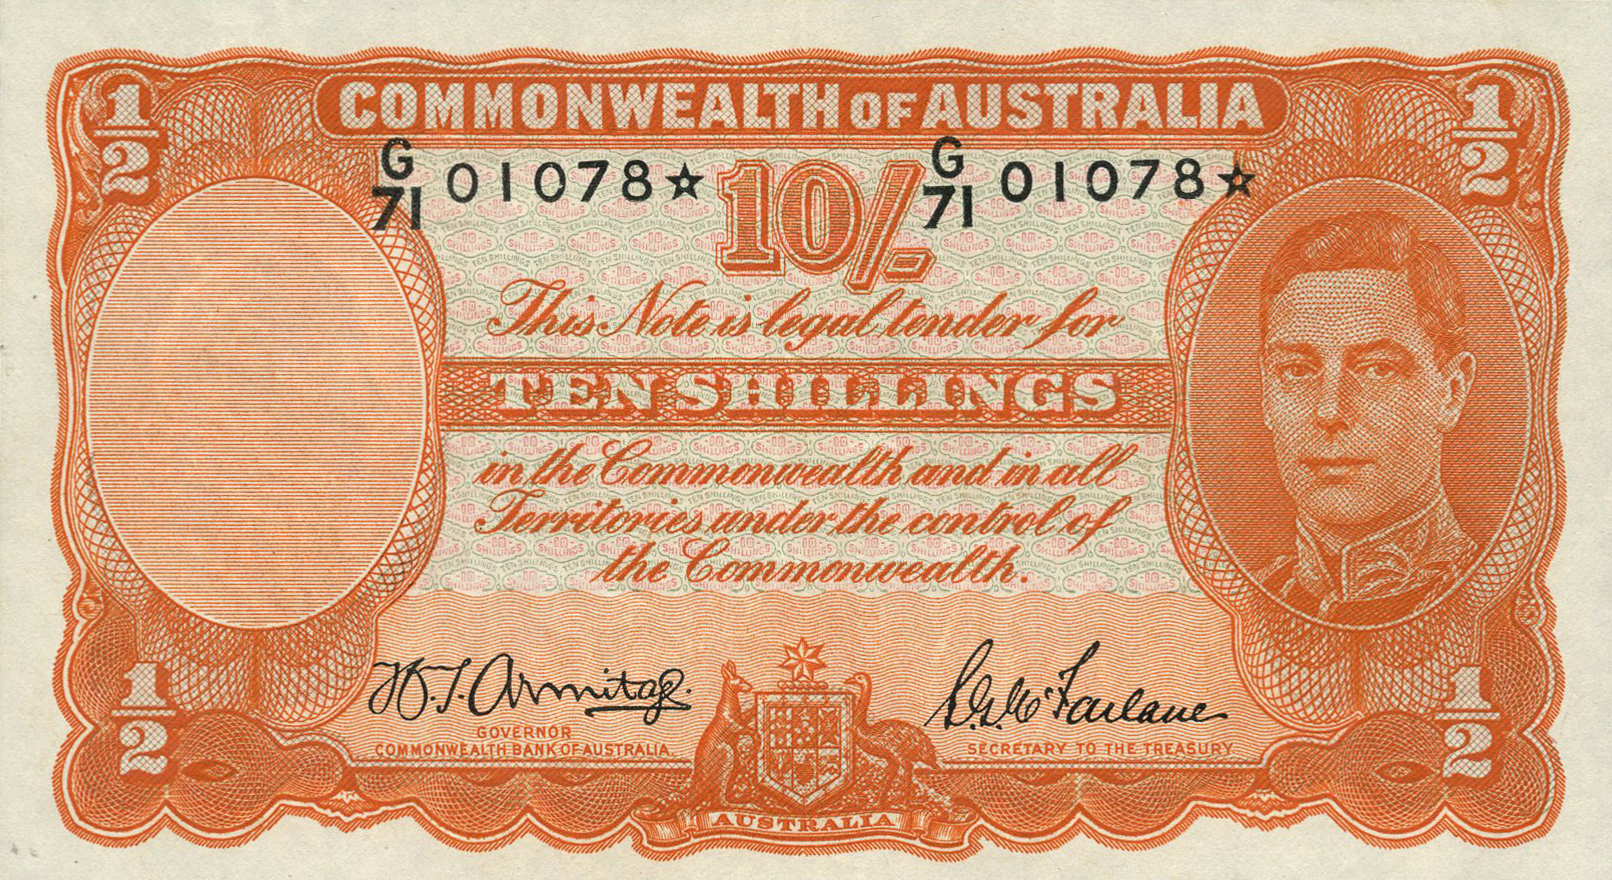 1/2
COMMONWEALTH OF AUSTRALIA
1/2
G/71 01078☆ 10/- G/71 01078☆
This Note is legal tender for
TEN SHILLINGS
in the Commonwealth and in all
Territories under the control of
the Commonwealth.
H.T. Armitage.
GOVERNOR
COMMONWEALTH BANK OF AUSTRALIA.
S.G. McFarlane
SECRETARY TO THE TREASURY
1/2
AUSTRALIA
1/2